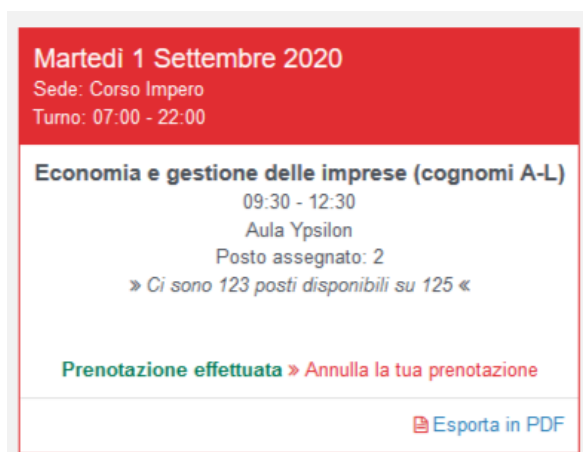 Martedì 1 Settembre 2020
Sede: Corso Impero
Turno: 07:00 - 22:00
Economia e gestione delle imprese (cognomi A-L)
09:30 - 12:30
Aula Ypsilon
Posto assegnato: 2
» Ci sono 123 posti disponibili su 125 «
Prenotazione effettuata » Annulla la tua prenotazione
Esporta in PDF